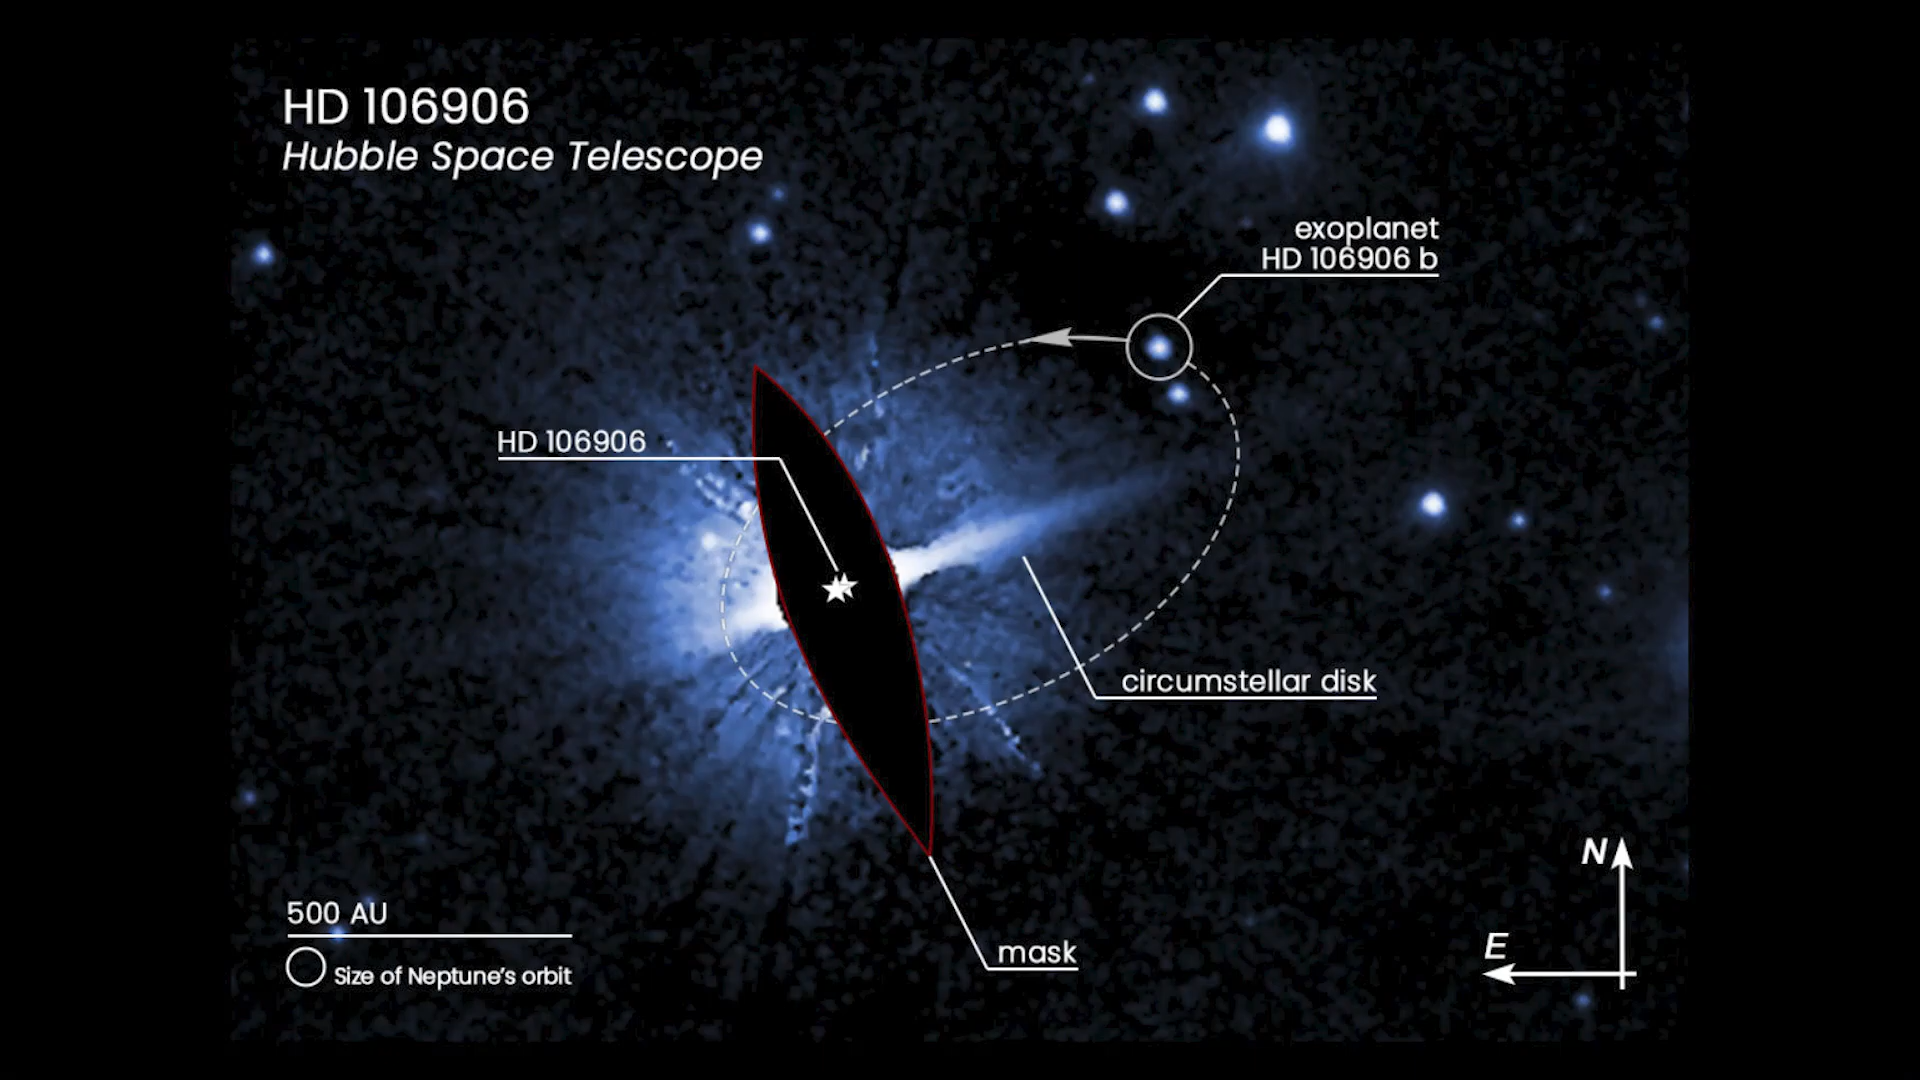 HD 106906
Hubble Space Telescope
exoplanet
HD 106906 b
HD 106906
circumstellar disk
N
E
500 AU
Size of Neptune's orbit
mask